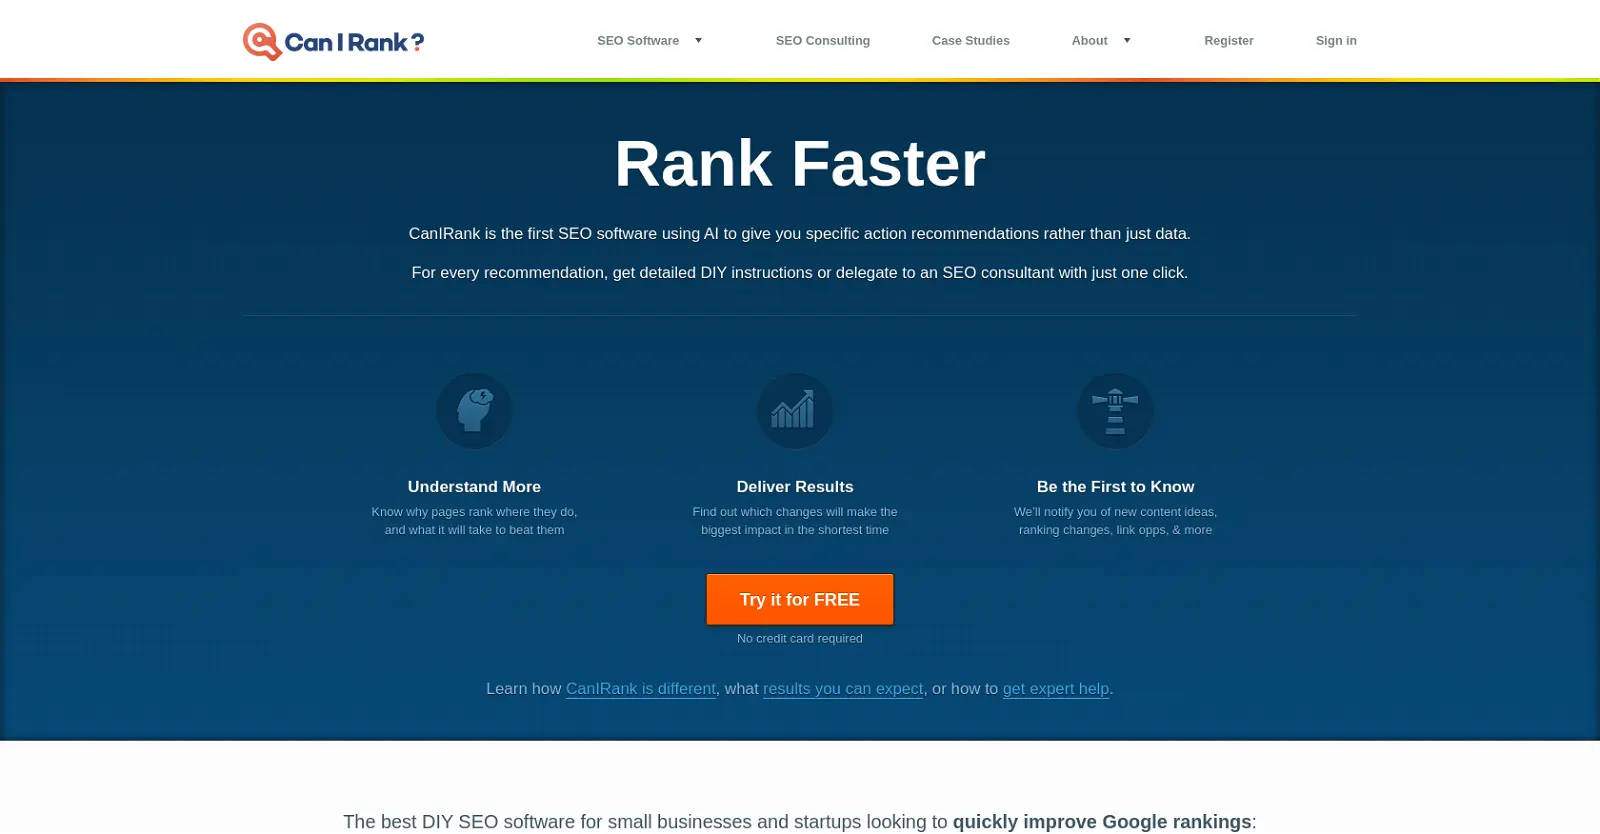 Can I Rank?
SEO Software
SEO Consulting
Case Studies
About
Register
Sign in
Rank Faster
CanIRank is the first SEO software using AI to give you specific action recommendations rather than just data.
For every recommendation, get detailed DIY instructions or delegate to an SEO consultant with just one click.
Understand More
Know why pages rank where they do,
and what it will take to beat them
Deliver Results
Find out which changes will make the
biggest impact in the shortest time
Be the First to Know
We'll notify you of new content ideas,
ranking changes, link opps, & more
Try it for FREE
No credit card required
Learn how CanIRank is different, what results you can expect, or how to get expert help.
The best DIY SEO software for small businesses and startups looking to quickly improve Google rankings: